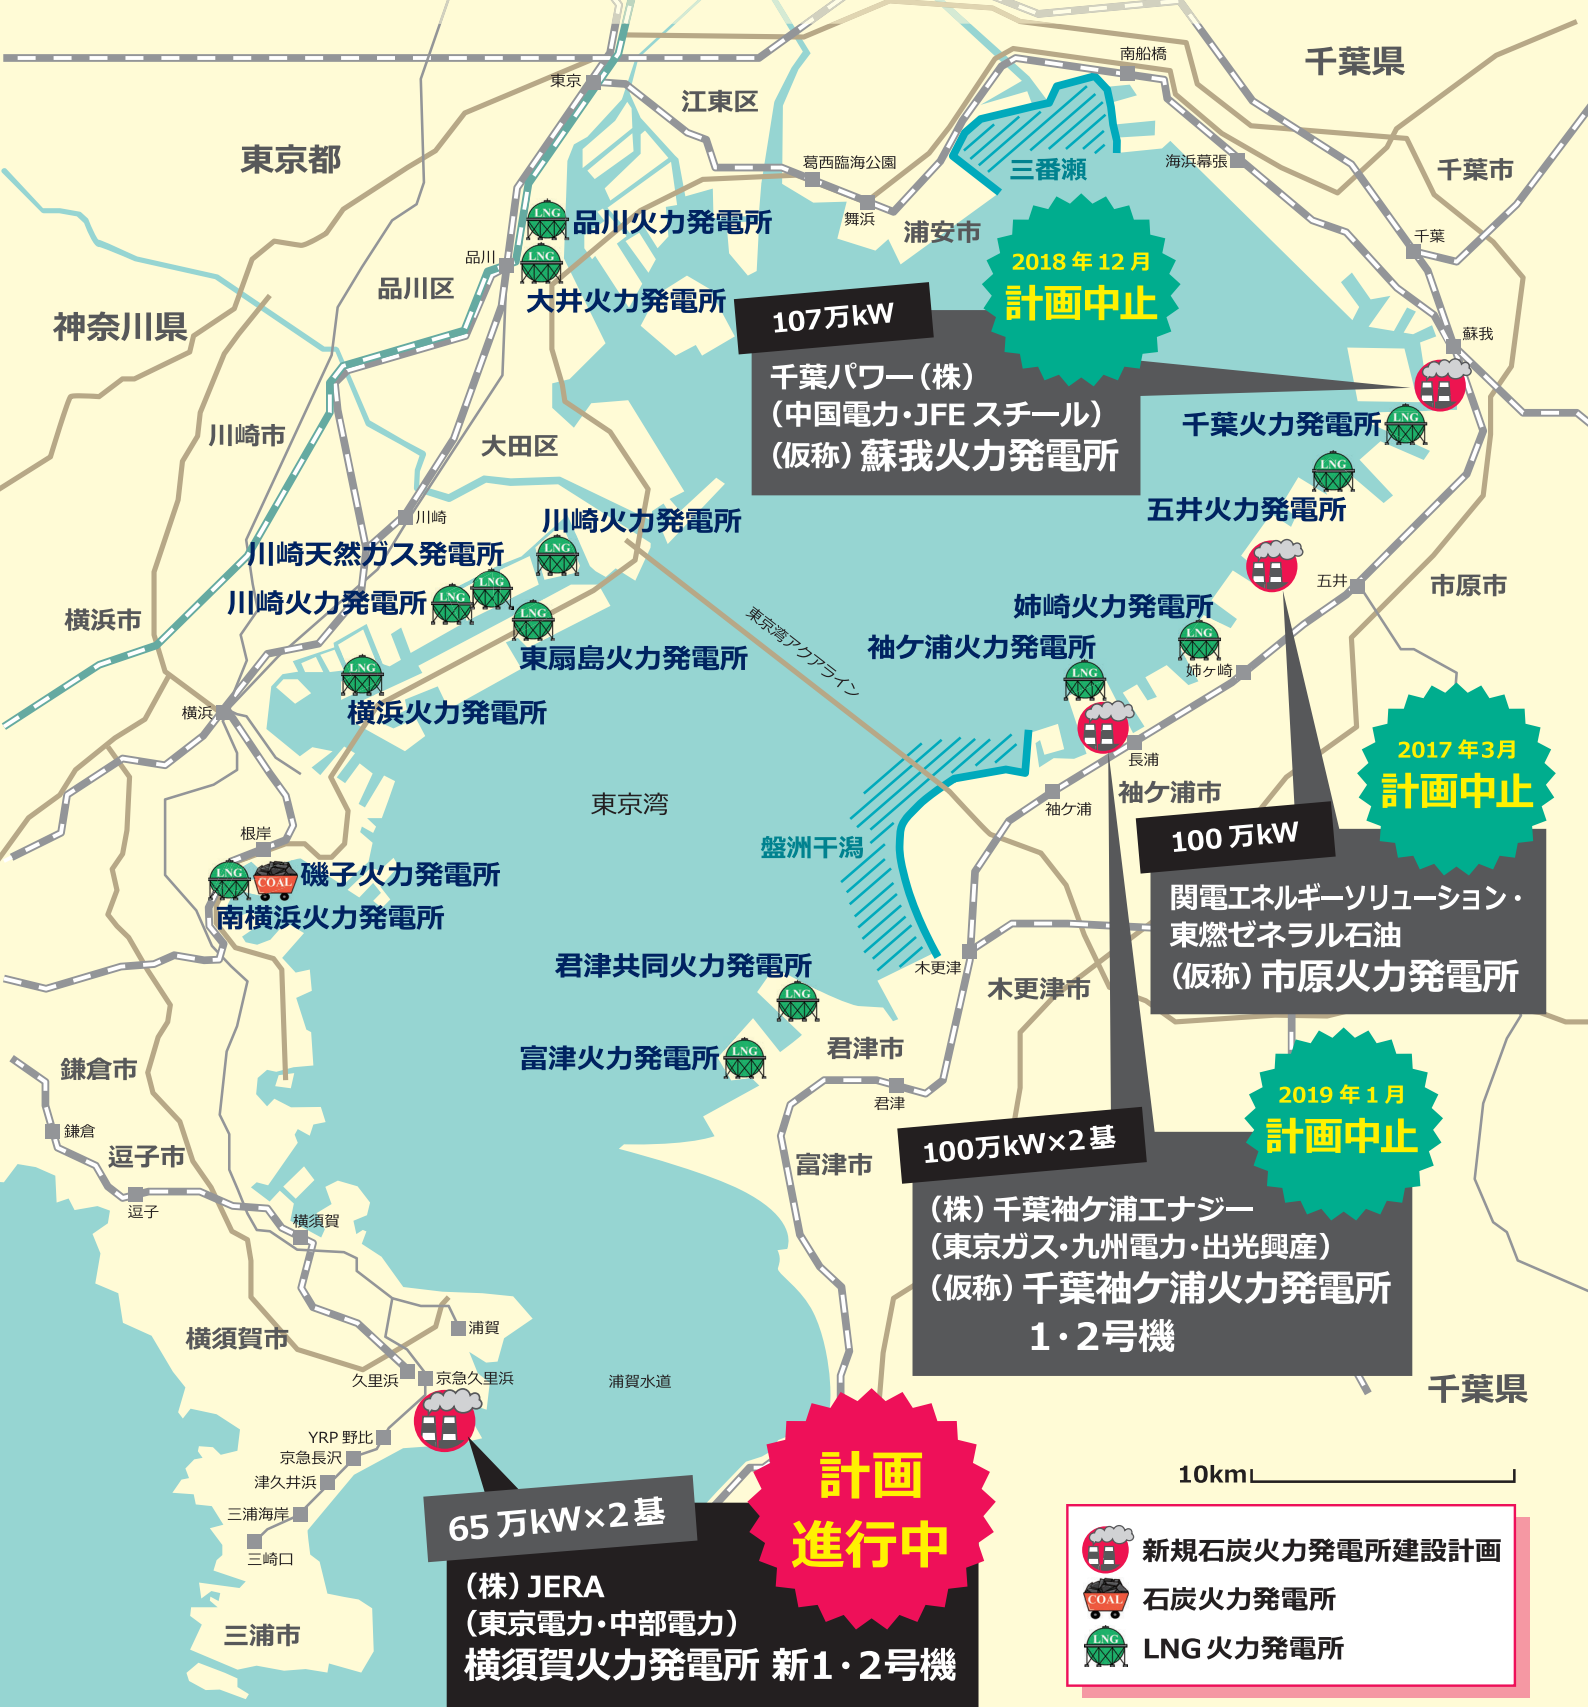 千葉県
南船橋
東京
江東区
東京都
葛西臨海公園
三番瀬
海浜幕張
千葉市
舞浜
浦安市
千葉
LNG
品川火力発電所
品川
LNG
品川区
大井火力発電所
神奈川県
2018年12月
計画中止
107万kW
千葉パワー（株）
（中国電力・JFEスチール）
（仮称）蘇我火力発電所
蘇我
LNG
千葉火力発電所
川崎市
大田区
LNG
五井火力発電所
川崎
川崎火力発電所
LNG
川崎天然ガス発電所
LNG
川崎火力発電所
LNG
LNG
東扇島火力発電所
横浜市
LNG
横浜火力発電所
横浜
東京湾アクアライン
五井
市原市
姉崎火力発電所
LNG
姉ヶ崎
袖ケ浦火力発電所
LNG
長浦
袖ケ浦市
袖ケ浦
東京湾
盤洲干潟
2017年3月
計画中止
100万kW
関電エネルギーソリューション・
東燃ゼネラル石油
（仮称）市原火力発電所
根岸
LNG
COAL
磯子火力発電所
南横浜火力発電所
君津共同火力発電所
LNG
木更津
木更津市
富津火力発電所
LNG
君津市
君津
鎌倉市
鎌倉
逗子市
逗子
富津市
2019年1月
計画中止
100万kW×2基
（株）千葉袖ケ浦エナジー
（東京ガス・九州電力・出光興産）
（仮称）千葉袖ケ浦火力発電所
1・2号機
横須賀
横須賀市
浦賀
久里浜
京急久里浜
浦賀水道
千葉県
YRP野比
京急長沢
津久井浜
三浦海岸
三崎口
三浦市
計画
進行中
65万kW×2基
（株）JERA
（東京電力・中部電力）
横須賀火力発電所 新1・2号機
10km
新規石炭火力発電所建設計画
COAL
石炭火力発電所
LNG
LNG火力発電所